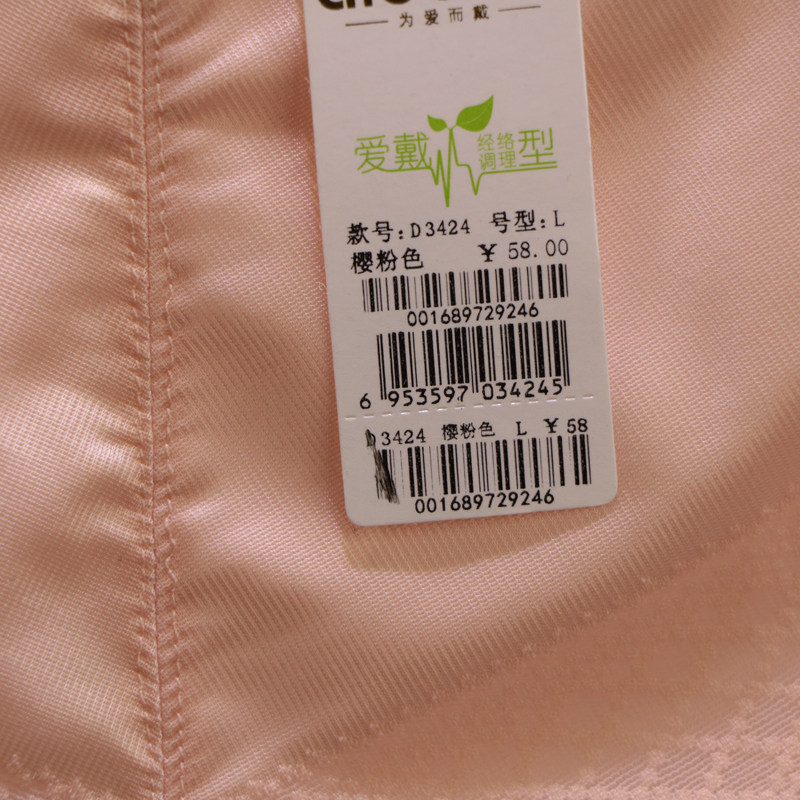 为爱而戴
爱戴 经络调理型
款号:D3424 号型:L
樱粉色 ¥ 58.00
001689729246
6 953597 034245
D3424 樱粉色 L ¥ 58
001689729246